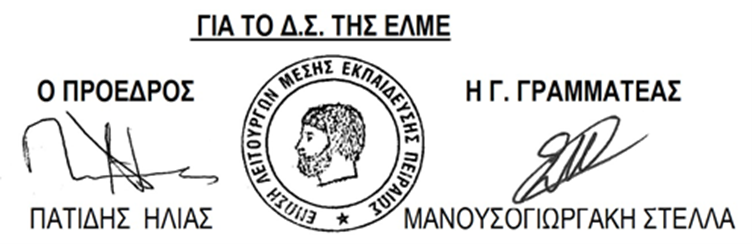 ΓΙΑ ΤΟ Δ.Σ. ΤΗΣ ΕΛΜΕ
Ο ΠΡΟΕΔΡΟΣ
Η Γ. ΓΡΑΜΜΑΤΕΑΣ
ΕΝΩΣΗ ΛΕΙΤΟΥΡΓΩΝ ΜΕΣΗΣ ΕΚΠΑΙΔΕΥΣΗΣ ΠΕΙΡΑΙΩΣ
ΠΑΤΙΔΗΣ ΗΛΙΑΣ
ΜΑΝΟΥΣΟΓΙΩΡΓΑΚΗ ΣΤΕΛΛΑ